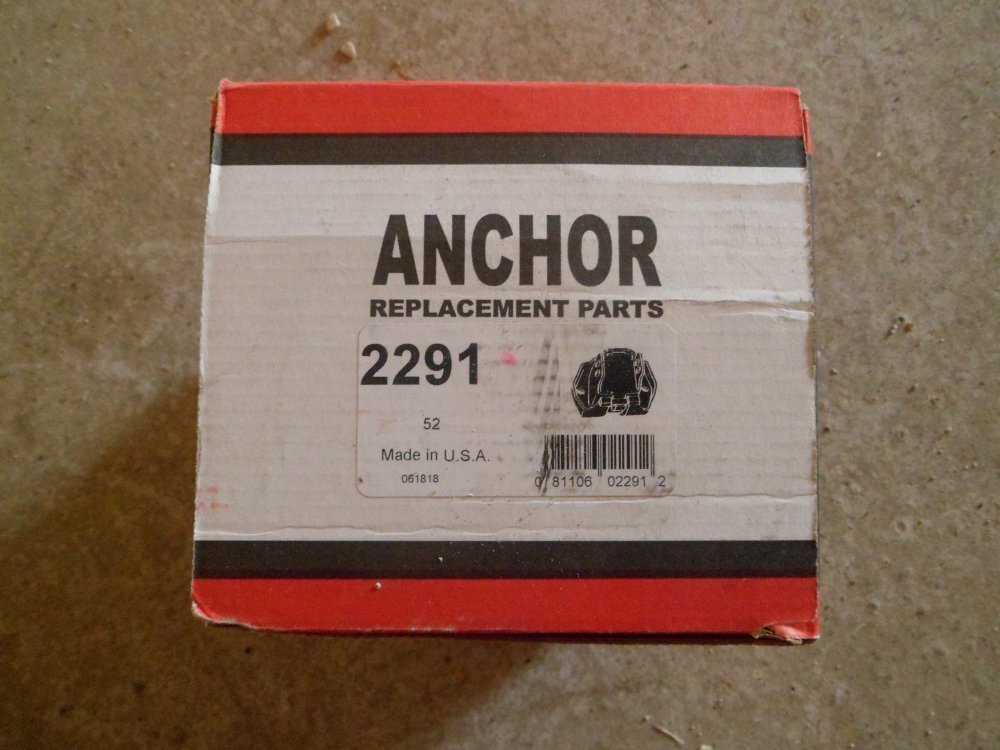 ANCHOR
REPLACEMENT PARTS
2291
52
Made in U.S.A.
061818
0 81106 02291 2